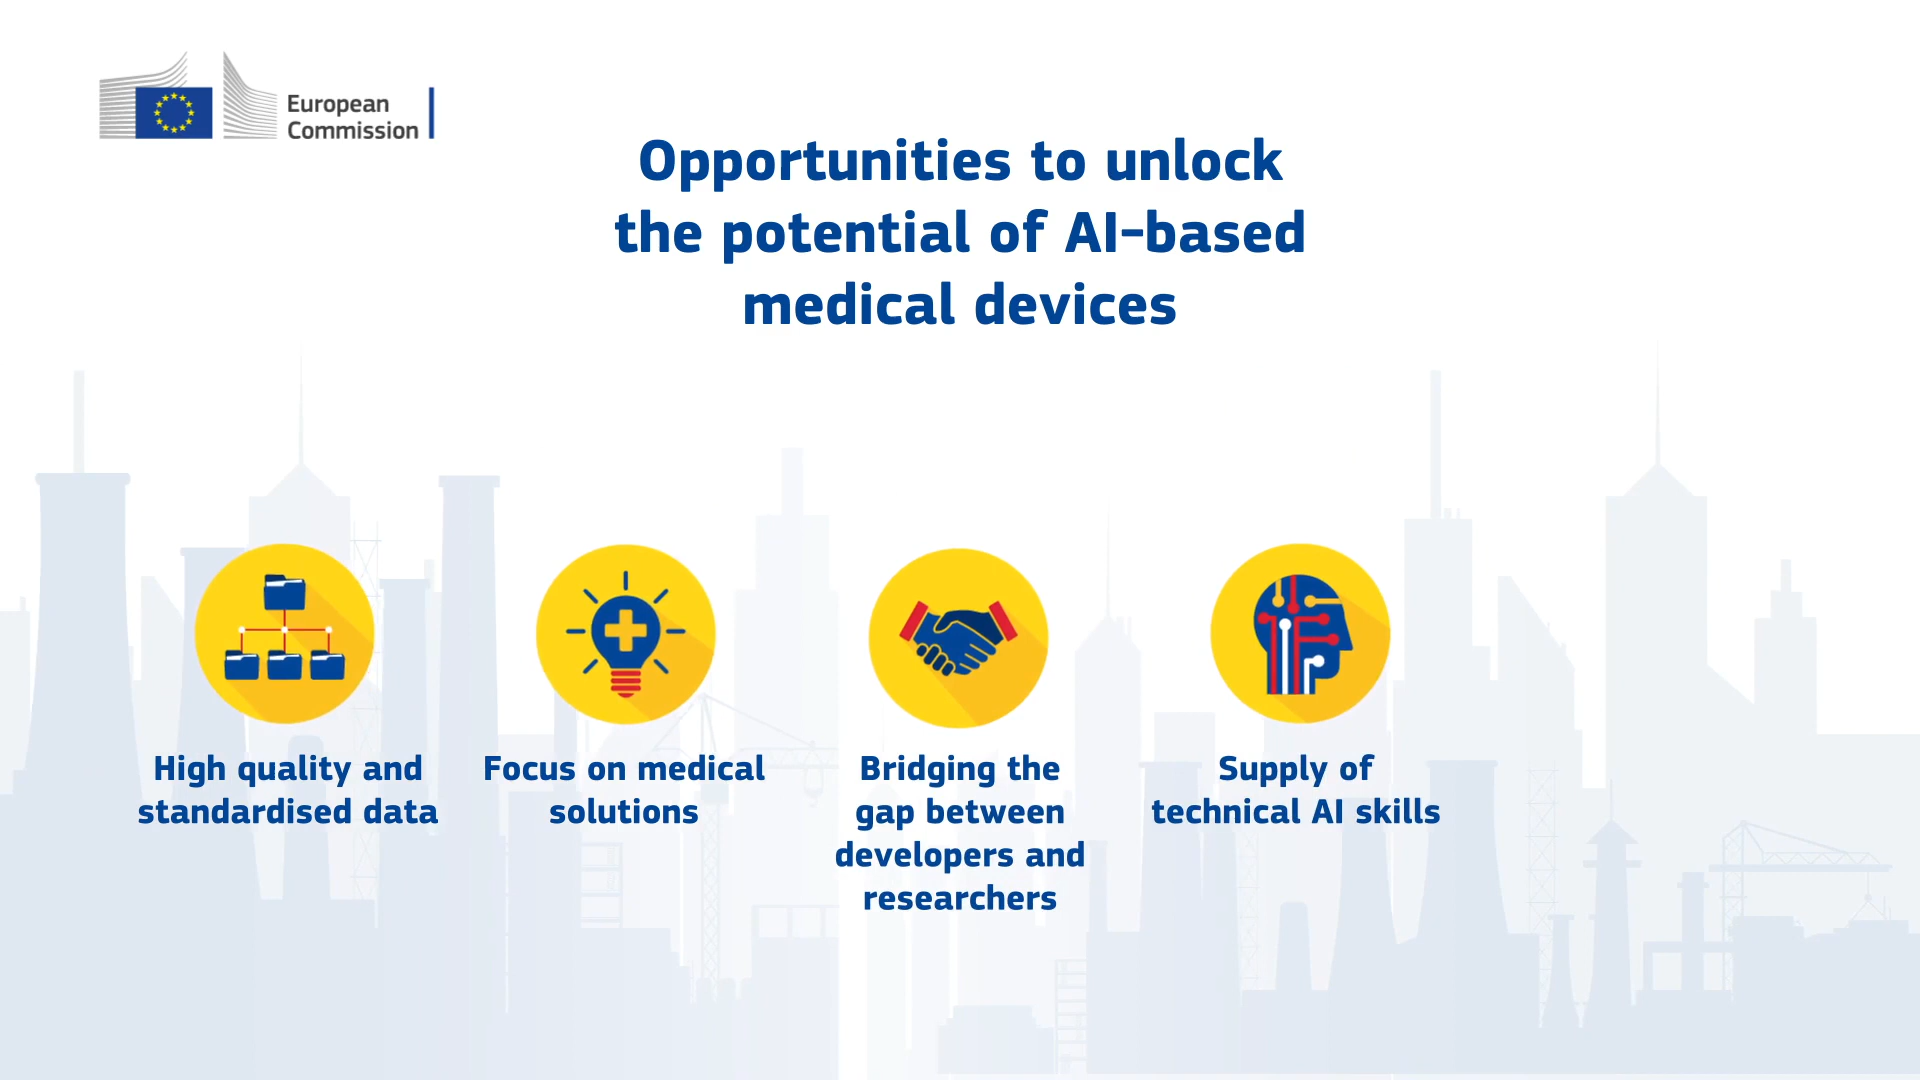 European
Commission
Opportunities to unlock
the potential of AI-based
medical devices
High quality and
standardised data
Focus on medical
solutions
Bridging the
gap between
developers and
researchers
Supply of
technical AI skills